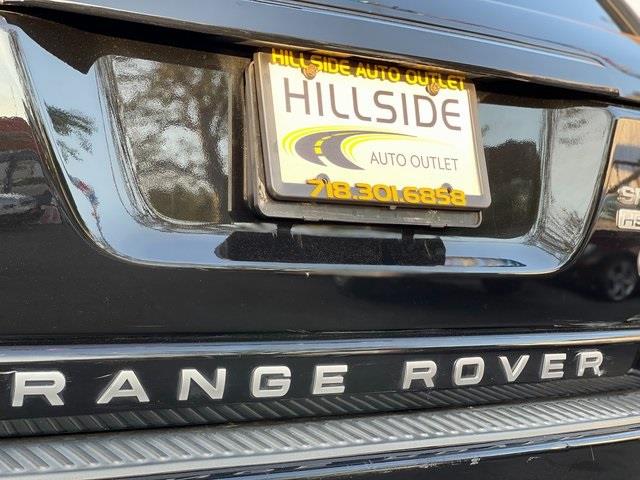 HILLSIDE AUTO OUTLET
HILLSIDE
AUTO OUTLET
718.301.6858
RANGE ROVER